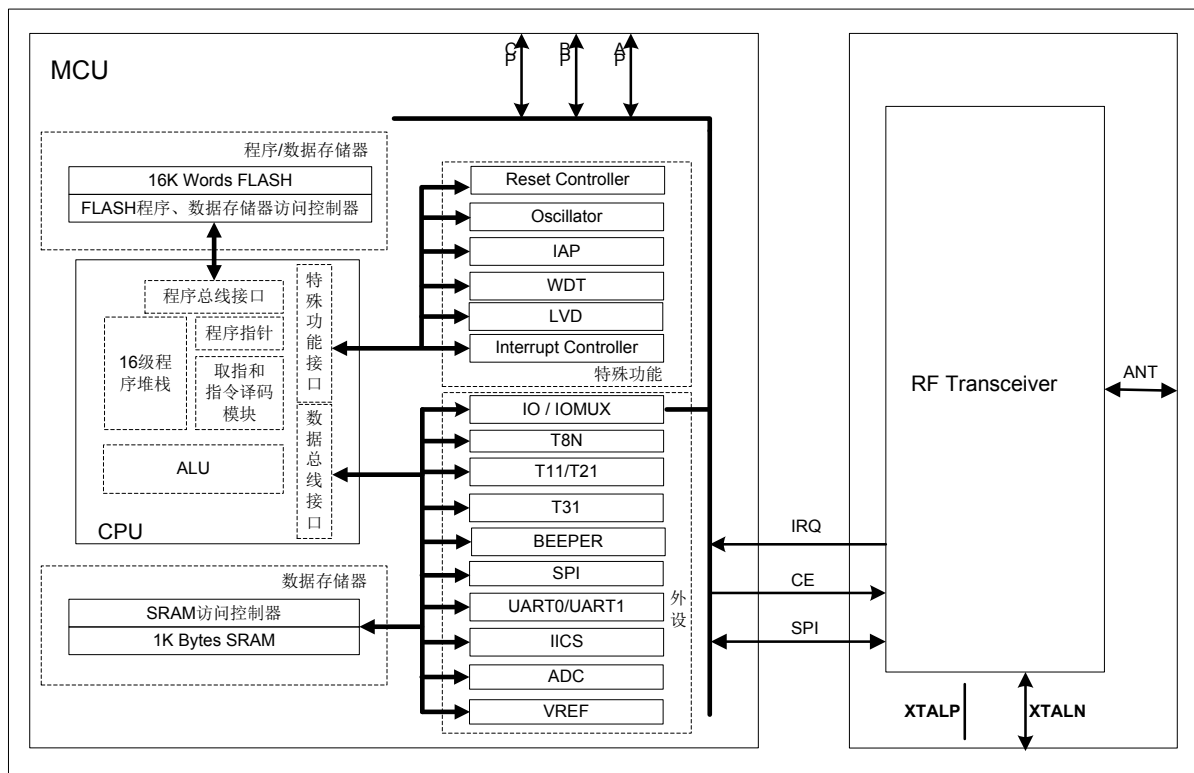 MCU
PC
PB
PA
程序/数据存储器
16K Words FLASH
FLASH程序、数据存储器访问控制器
程序总线接口
16级程
序堆栈
程序指针
取指和
指令译码
模块
ALU
特殊功能接口
数据总线接口
CPU
数据存储器
SRAM访问控制器
1K Bytes SRAM
Reset Controller
Oscillator
IAP
WDT
LVD
Interrupt Controller
特殊功能
IO / IOMUX
T8N
T11/T21
T31
BEEPER
SPI
UART0/UART1
IICS
ADC
VREF
外设
IRQ
CE
SPI
RF Transceiver
ANT
XTALP
XTALN